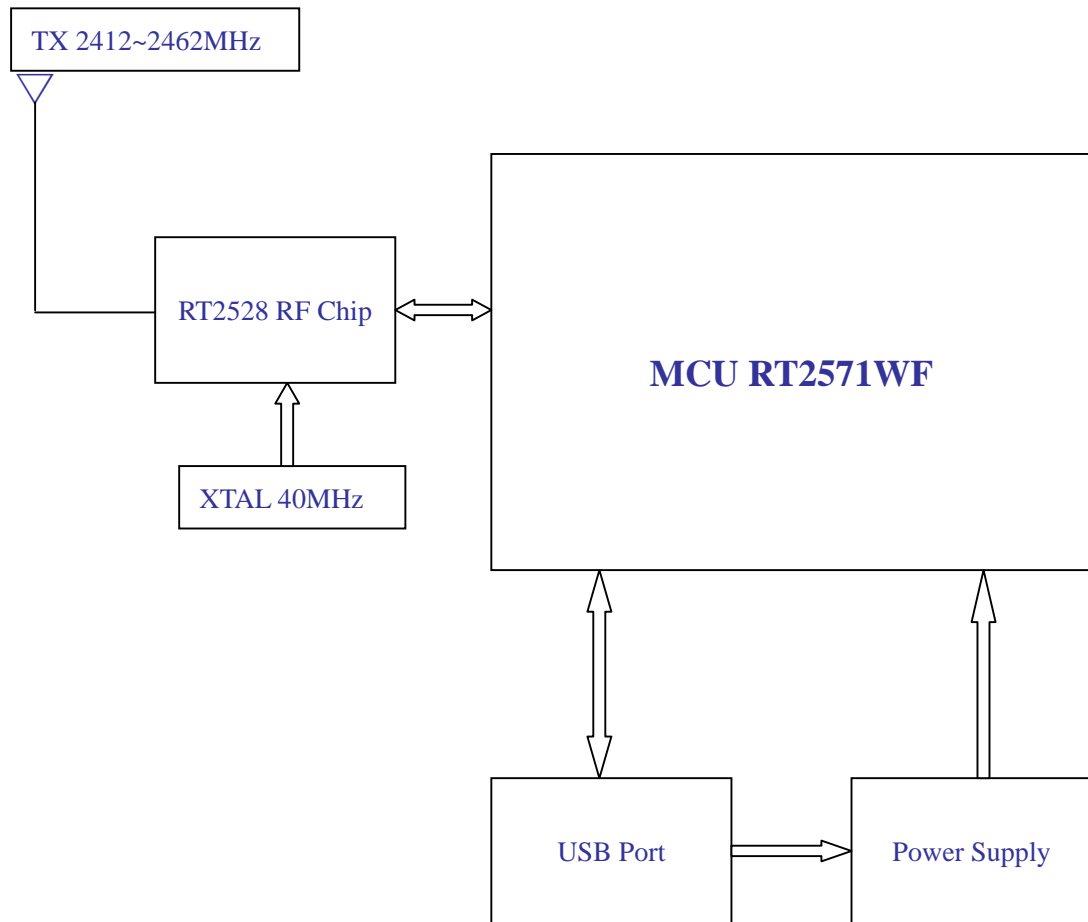 TX 2412~2462MHz
RT2528 RF Chip
MCU RT2571WF
XTAL 40MHz
USB Port
Power Supply